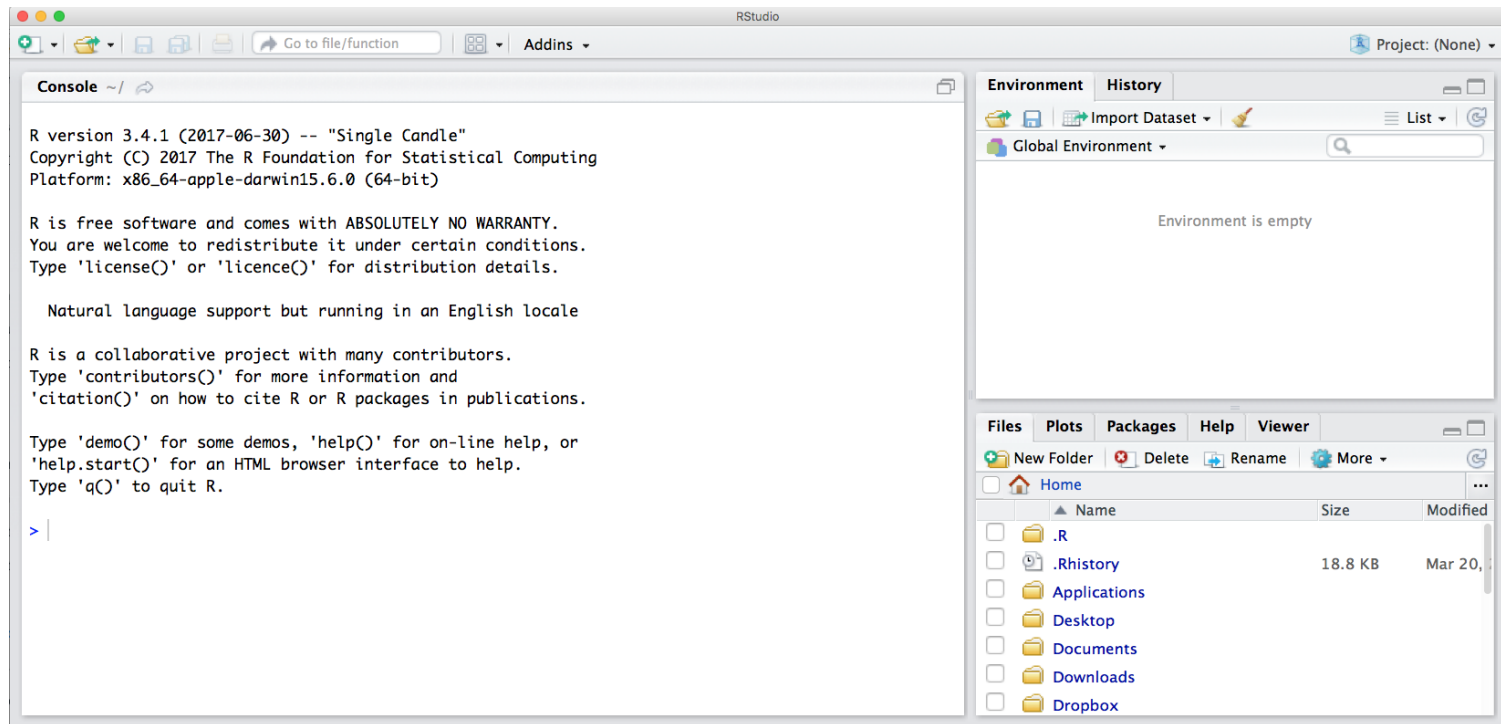 RStudio
Go to file/function
Addins
Project: (None)
Console ~/
R version 3.4.1 (2017-06-30) -- "Single Candle"
Copyright (C) 2017 The R Foundation for Statistical Computing
Platform: x86_64-apple-darwin15.6.0 (64-bit)
R is free software and comes with ABSOLUTELY NO WARRANTY.
You are welcome to redistribute it under certain conditions.
Type 'license()' or 'licence()' for distribution details.
Natural language support but running in an English locale
R is a collaborative project with many contributors.
Type 'contributors()' for more information and
'citation()' on how to cite R or R packages in publications.
Type 'demo()' for some demos, 'help()' for on-line help, or
'help.start()' for an HTML browser interface to help.
Type 'q()' to quit R.
>
Environment History
Import Dataset List
Global Environment
Environment is empty
Files Plots Packages Help Viewer
New Folder Delete Rename More
Home ...
Name Size Modified
.R
.Rhistory 18.8 KB Mar 20,
Applications
Desktop
Documents
Downloads
Dropbox